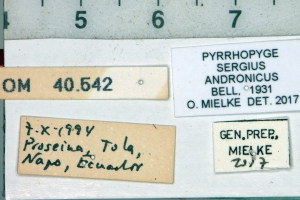 5 6 7
OM 40.542
PYRRHOPYGE
SERGIUS
ANDRONICUS
BELL, 1931
O. MIELKE DET. 2017
7-X-1994
Proseina, Tola,
Napo, Ecuador
GEN. PREP.
MIELKE
2017